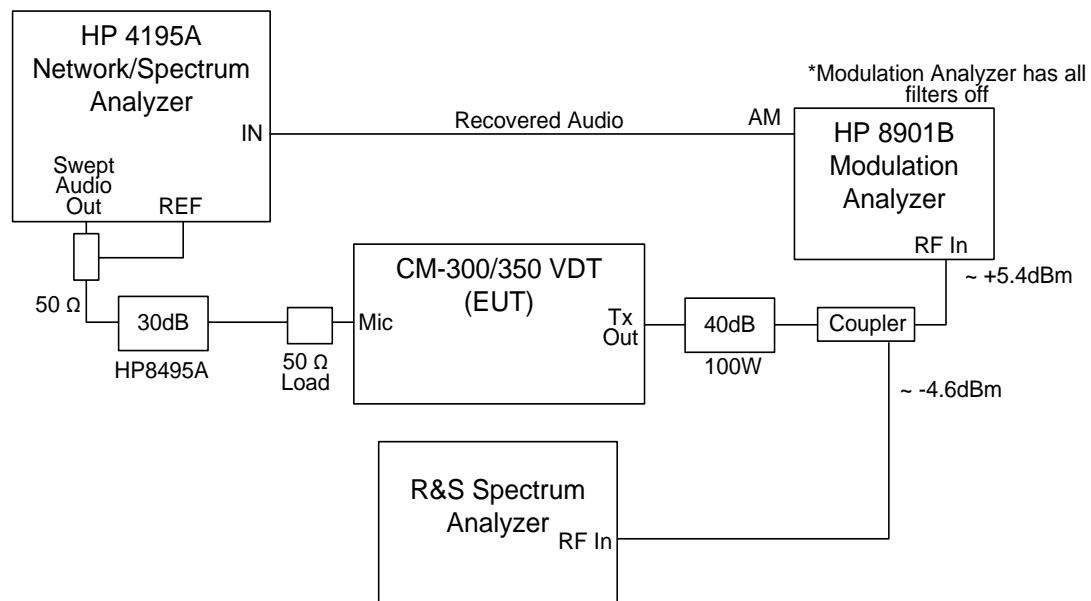 HP 4195A
Network/Spectrum
Analyzer
IN
Swept
Audio
Out
REF
50 Ω
30dB
HP8495A
50 Ω
Load
Recovered Audio
AM
*Modulation Analyzer has all
filters off
HP 8901B
Modulation
Analyzer
RF In
~ +5.4dBm
CM-300/350 VDT
(EUT)
Mic
Tx
Out
40dB
100W
Coupler
~ -4.6dBm
R&S Spectrum
Analyzer
RF In